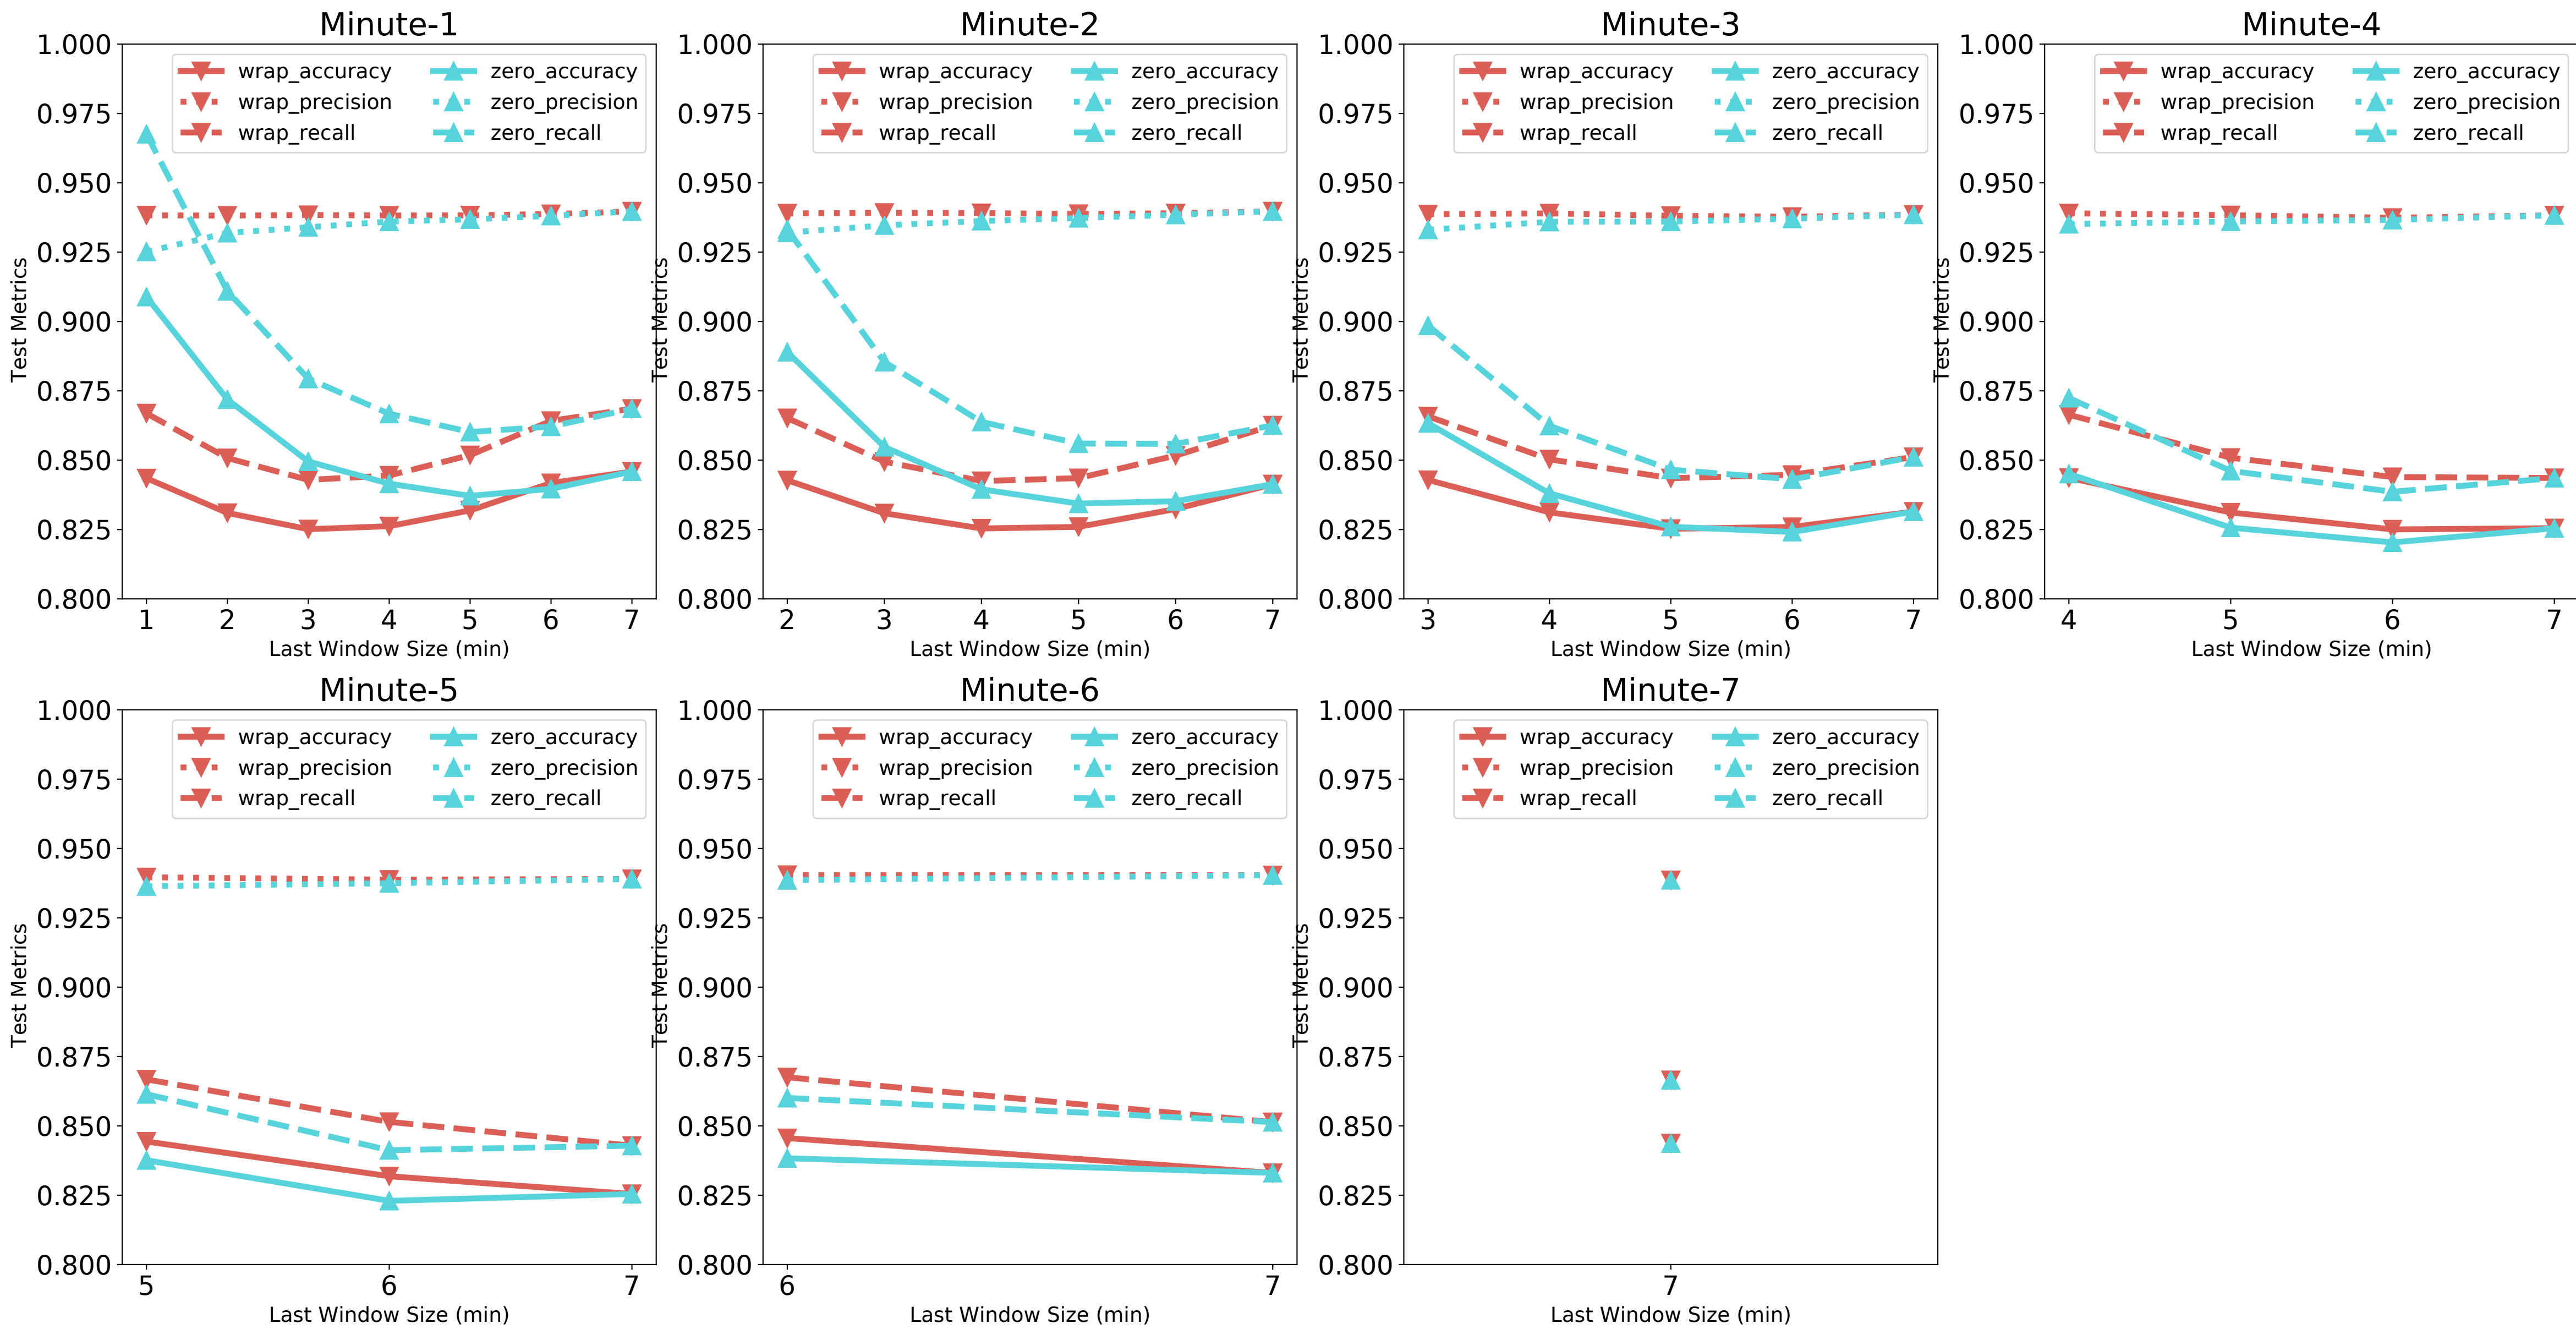 Minute-1
Test Metrics
1.000
0.975
0.950
0.925
0.900
0.875
0.850
0.825
0.800
wrap_accuracy zero_accuracy
wrap_precision zero_precision
wrap_recall zero_recall
1 2 3 4 5 6 7
Last Window Size (min)
Minute-2
Test Metrics
1.000
0.975
0.950
0.925
0.900
0.875
0.850
0.825
0.800
wrap_accuracy zero_accuracy
wrap_precision zero_precision
wrap_recall zero_recall
2 3 4 5 6 7
Last Window Size (min)
Minute-3
Test Metrics
1.000
0.975
0.950
0.925
0.900
0.875
0.850
0.825
0.800
wrap_accuracy zero_accuracy
wrap_precision zero_precision
wrap_recall zero_recall
3 4 5 6 7
Last Window Size (min)
Minute-4
Test Metrics
1.000
0.975
0.950
0.925
0.900
0.875
0.850
0.825
0.800
wrap_accuracy zero_accuracy
wrap_precision zero_precision
wrap_recall zero_recall
4 5 6 7
Last Window Size (min)
Minute-5
Test Metrics
1.000
0.975
0.950
0.925
0.900
0.875
0.850
0.825
0.800
wrap_accuracy zero_accuracy
wrap_precision zero_precision
wrap_recall zero_recall
5 6 7
Last Window Size (min)
Minute-6
Test Metrics
1.000
0.975
0.950
0.925
0.900
0.875
0.850
0.825
0.800
wrap_accuracy zero_accuracy
wrap_precision zero_precision
wrap_recall zero_recall
6 7
Last Window Size (min)
Minute-7
Test Metrics
1.000
0.975
0.950
0.925
0.900
0.875
0.850
0.825
0.800
wrap_accuracy zero_accuracy
wrap_precision zero_precision
wrap_recall zero_recall
7
Last Window Size (min)